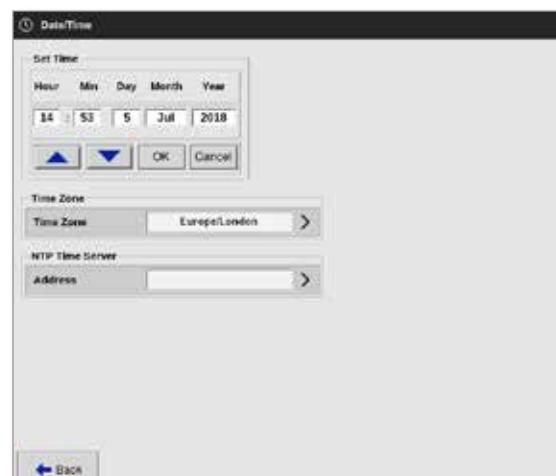 Date/Time
Set Time
Hour Min Day Month Year
14 : 53 5 Jul 2018
OK Cancel
Time Zone
Time Zone Europe/London
NTP Time Server
Address
Back